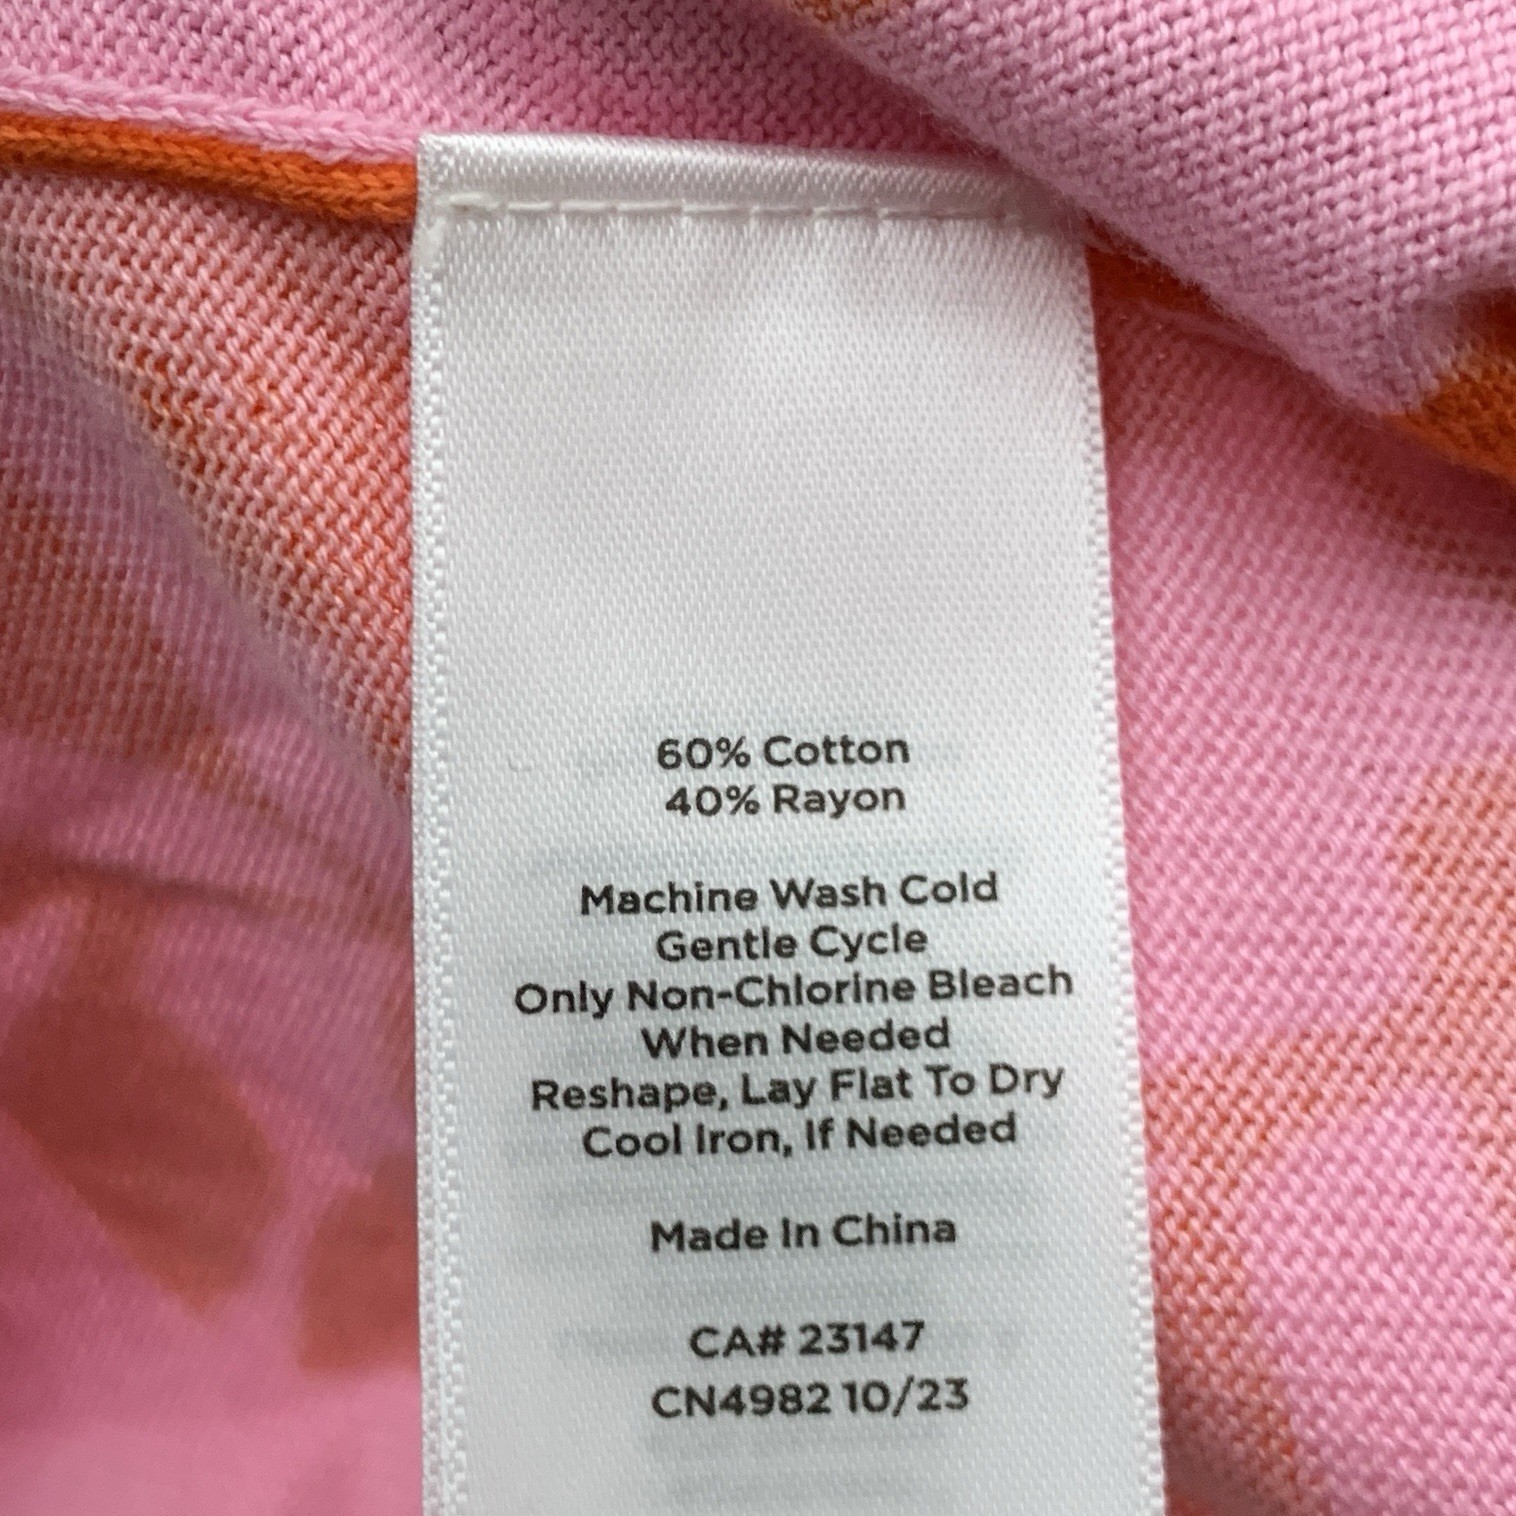 60% Cotton
40% Rayon
Machine Wash Cold
Gentle Cycle
Only Non-Chlorine Bleach
When Needed
Reshape, Lay Flat To Dry
Cool Iron, If Needed
Made In China
CA# 23147
CN4982 10/23